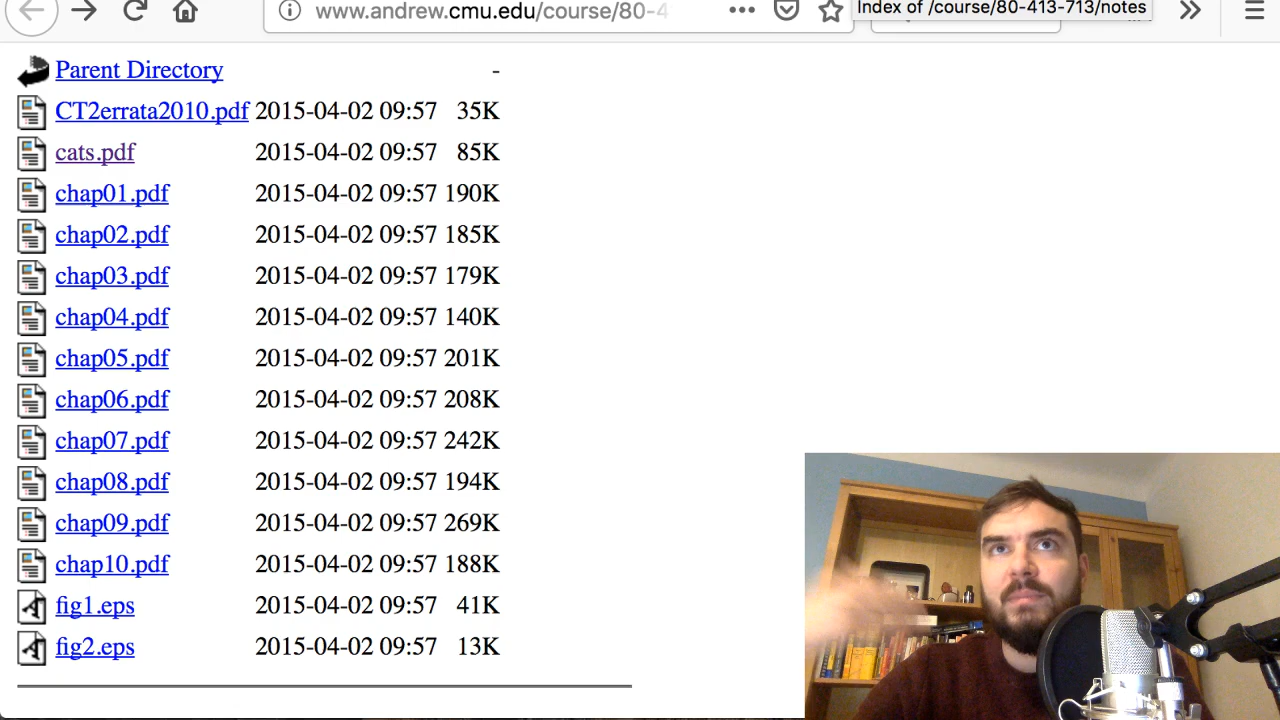 www.andrew.cmu.edu/course/80-4
Index of /course/80-413-713/notes
Parent Directory -
CT2errata2010.pdf 2015-04-02 09:57 35K
cats.pdf 2015-04-02 09:57 85K
chap01.pdf 2015-04-02 09:57 190K
chap02.pdf 2015-04-02 09:57 185K
chap03.pdf 2015-04-02 09:57 179K
chap04.pdf 2015-04-02 09:57 140K
chap05.pdf 2015-04-02 09:57 201K
chap06.pdf 2015-04-02 09:57 208K
chap07.pdf 2015-04-02 09:57 242K
chap08.pdf 2015-04-02 09:57 194K
chap09.pdf 2015-04-02 09:57 269K
chap10.pdf 2015-04-02 09:57 188K
fig1.eps 2015-04-02 09:57 41K
fig2.eps 2015-04-02 09:57 13K